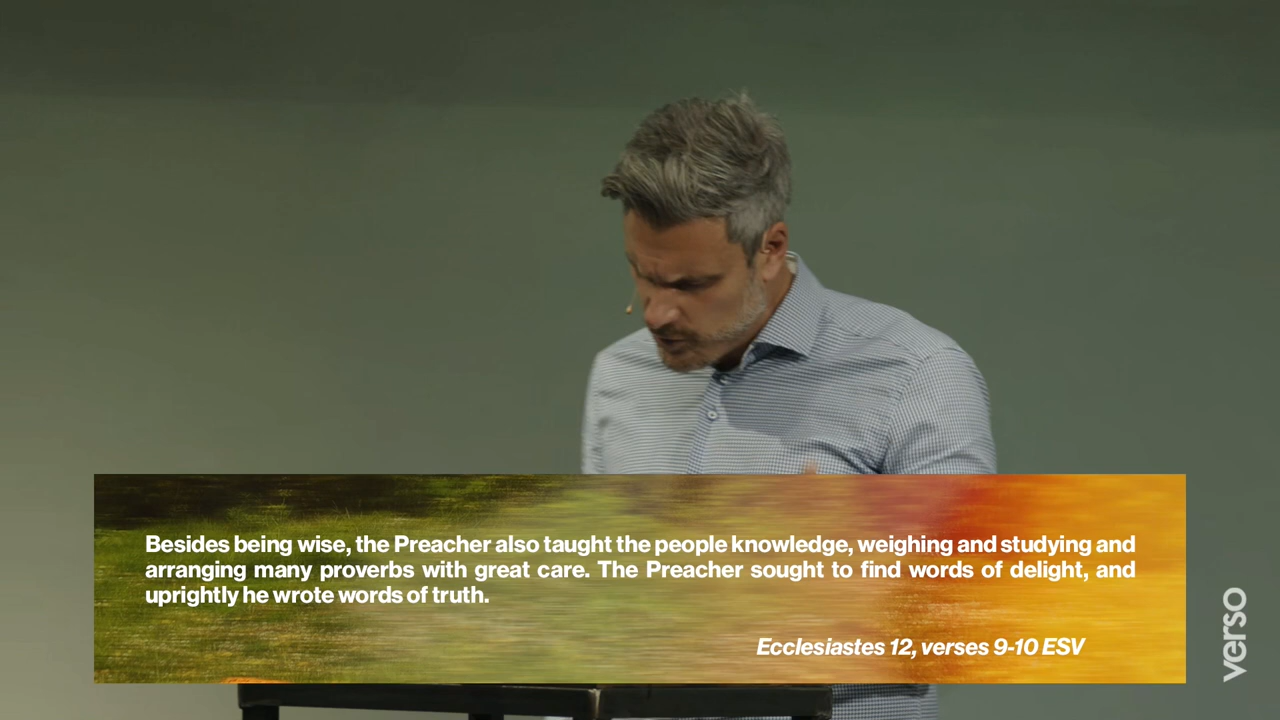 Besides being wise, the Preacher also taught the people knowledge, weighing and studying and
arranging many proverbs with great care. The Preacher sought to find words of delight, and
uprightly he wrote words of truth.
Ecclesiastes 12, verses 9-10 ESV
verso